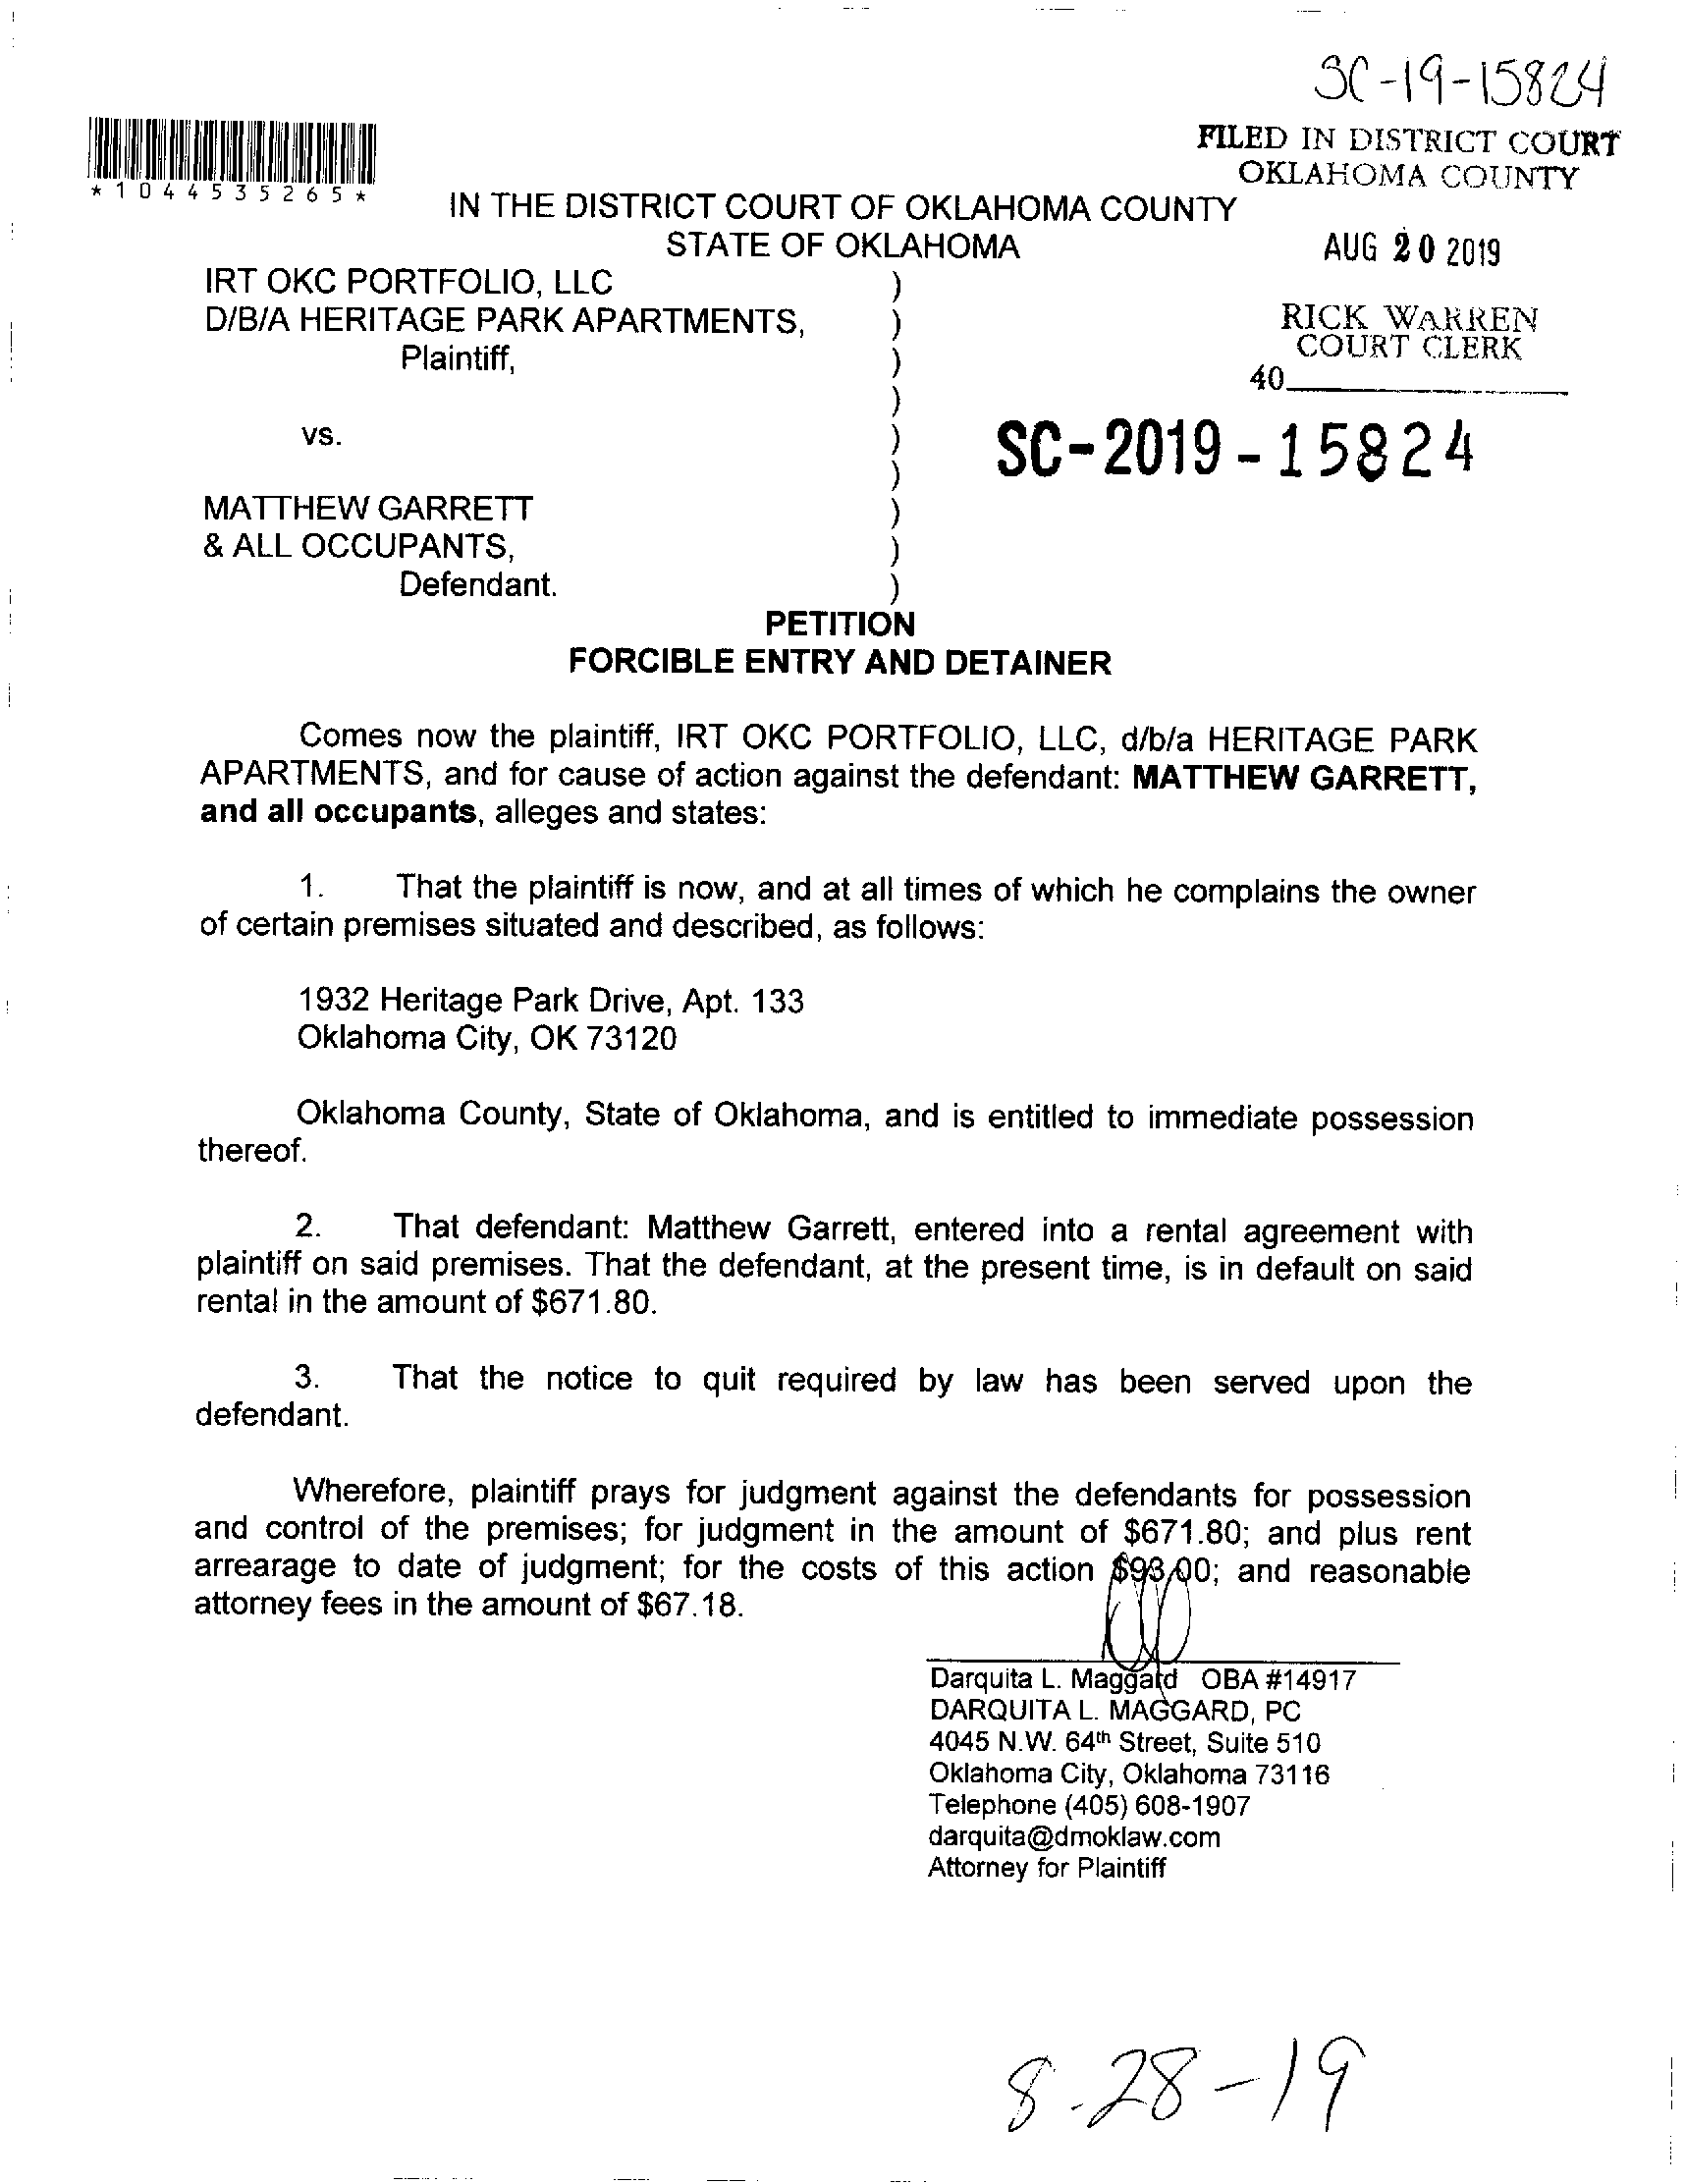 SC-19-15824
FILED IN DISTRICT COURT
OKLAHOMA COUNTY
*1044535265*
IN THE DISTRICT COURT OF OKLAHOMA COUNTY
STATE OF OKLAHOMA
AUG 20 2019
IRT OKC PORTFOLIO, LLC )
D/B/A HERITAGE PARK APARTMENTS, )
Plaintiff, )
RICK WARREN
COURT CLERK
40
)
vs. )
)
SC-2019-15824
MATTHEW GARRETT )
& ALL OCCUPANTS, )
Defendant. )
PETITION
FORCIBLE ENTRY AND DETAINER
Comes now the plaintiff, IRT OKC PORTFOLIO, LLC, d/b/a HERITAGE PARK
APARTMENTS, and for cause of action against the defendant: MATTHEW GARRETT,
and all occupants, alleges and states:
1. That the plaintiff is now, and at all times of which he complains the owner
of certain premises situated and described, as follows:
1932 Heritage Park Drive, Apt. 133
Oklahoma City, OK 73120
Oklahoma County, State of Oklahoma, and is entitled to immediate possession
thereof.
2. That defendant: Matthew Garrett, entered into a rental agreement with
plaintiff on said premises. That the defendant, at the present time, is in default on said
rental in the amount of $671.80.
3. That the notice to quit required by law has been served upon the
defendant.
Wherefore, plaintiff prays for judgment against the defendants for possession
and control of the premises; for judgment in the amount of $671.80; and plus rent
arrearage to date of judgment; for the costs of this action $93.00; and reasonable
attorney fees in the amount of $67.18.
Darquita L. Maggard OBA #14917
DARQUITA L. MAGGARD, PC
4045 N.W. 64th Street, Suite 510
Oklahoma City, Oklahoma 73116
Telephone (405) 608-1907
darquita@dmoklaw.com
Attorney for Plaintiff
8-28-19